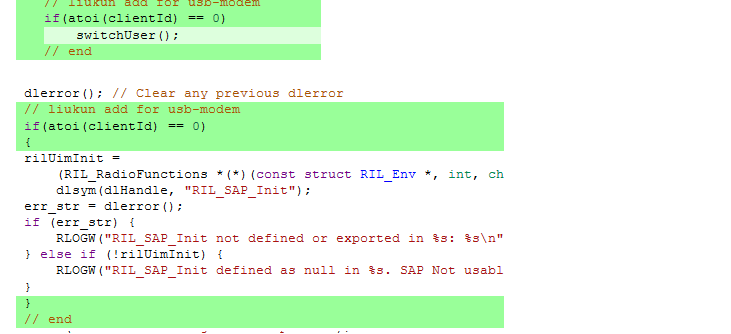 // liukun add for usb-modem
if(atoi(clientId) == 0)
switchUser();
// end
dlerror(); // Clear any previous dlerror
// liukun add for usb-modem
if(atoi(clientId) == 0)
{
rilUimInit =
(RIL_RadioFunctions *(*)(const struct RIL_Env *, int, ch
dlsym(dlHandle, "RIL_SAP_Init");
err_str = dlerror();
if (err_str) {
RLOGW("RIL_SAP_Init not defined or exported in %s: %s\n"
} else if (!rilUimInit) {
RLOGW("RIL_SAP_Init defined as null in %s. SAP Not usabl
}
}
// end